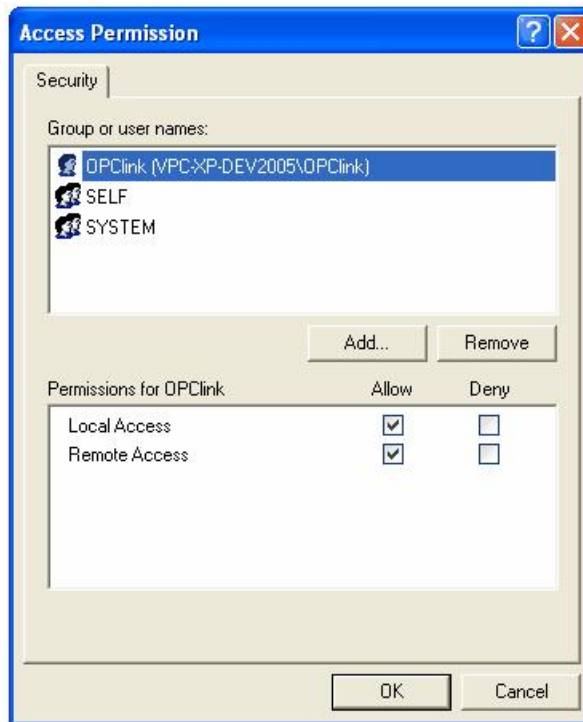 Access Permission
?
Security
Group or user names:
OPClink (VPC-XP-DEV2005\OPClink)
SELF
SYSTEM
Add... Remove
Permissions for OPClink Allow Deny
Local Access
Remote Access
OK Cancel